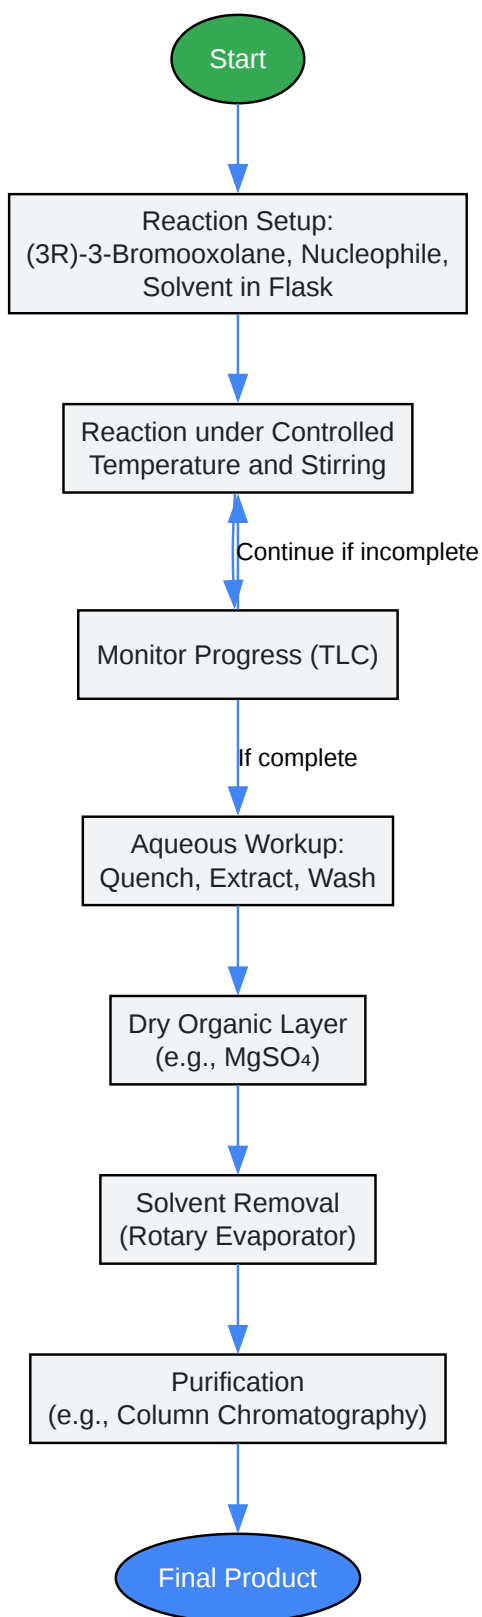 Start
Reaction Setup:
(3R)-3-Bromooxolane, Nucleophile,
Solvent in Flask
Reaction under Controlled
Temperature and Stirring
Continue if incomplete
Monitor Progress (TLC)
If complete
Aqueous Workup:
Quench, Extract, Wash
Dry Organic Layer
(e.g., MgSO₄)
Solvent Removal
(Rotary Evaporator)
Purification
(e.g., Column Chromatography)
Final Product